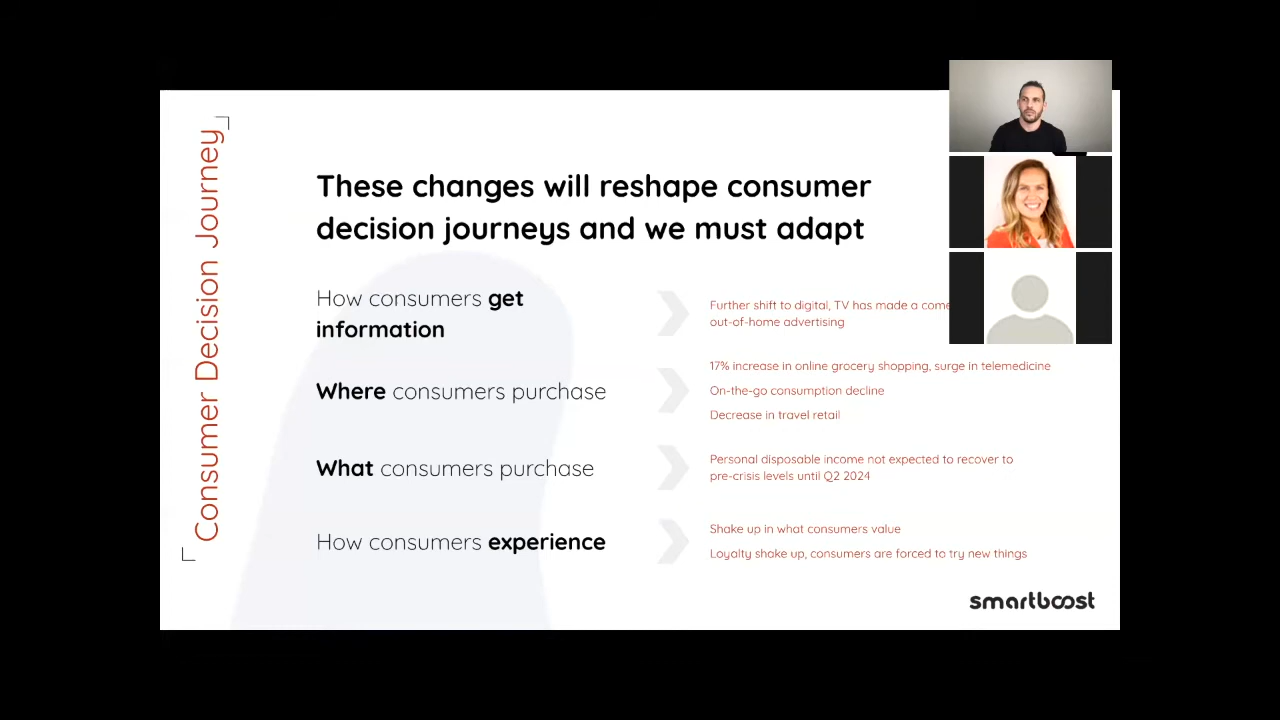 Consumer Decision Journey
These changes will reshape consumer
decision journeys and we must adapt
How consumers get
information
Further shift to digital, TV has made a
out-of-home advertising
Where consumers purchase
17% increase in online grocery shopping, surge in telemedicine
On-the-go consumption decline
Decrease in travel retail
What consumers purchase
Personal disposable income not expected to recover to
pre-crisis levels until Q2 2024
How consumers experience
Shake up in what consumers value
Loyalty shake up, consumers are forced to try new things
smartboost